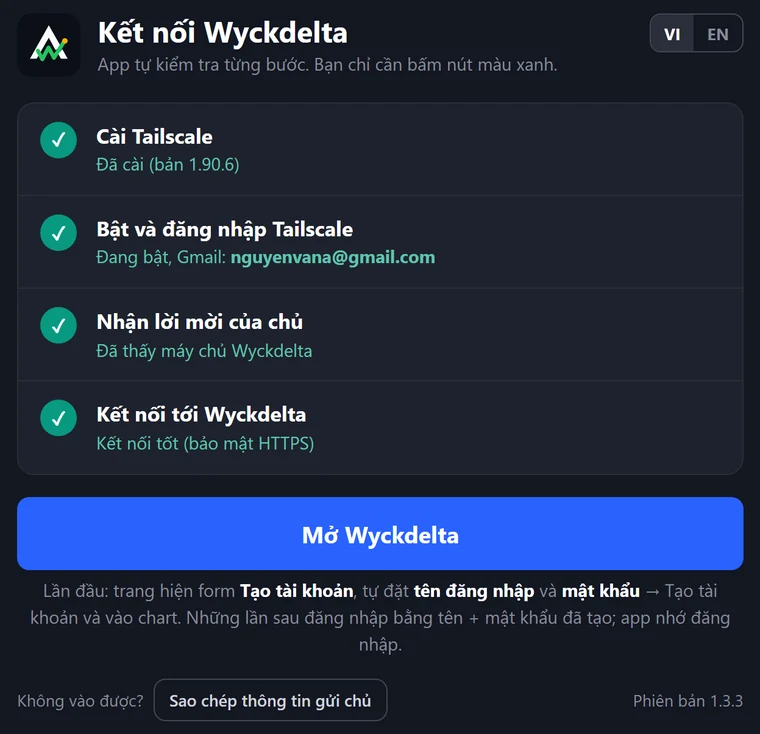 Kết nối Wyckdelta
VI EN
App tự kiểm tra từng bước. Bạn chỉ cần bấm nút màu xanh.
Cài Tailscale
Đã cài (bản 1.90.6)
Bật và đăng nhập Tailscale
Đang bật, Gmail: nguyenvana@gmail.com
Nhận lời mời của chủ
Đã thấy máy chủ Wyckdelta
Kết nối tới Wyckdelta
Kết nối tốt (bảo mật HTTPS)
Mở Wyckdelta
Lần đầu: trang hiện form Tạo tài khoản, tự đặt tên đăng nhập và mật khẩu → Tạo tài
khoản và vào chart. Những lần sau đăng nhập bằng tên + mật khẩu đã tạo; app nhớ đăng
nhập.
Không vào được? Sao chép thông tin gửi chủ Phiên bản 1.3.3